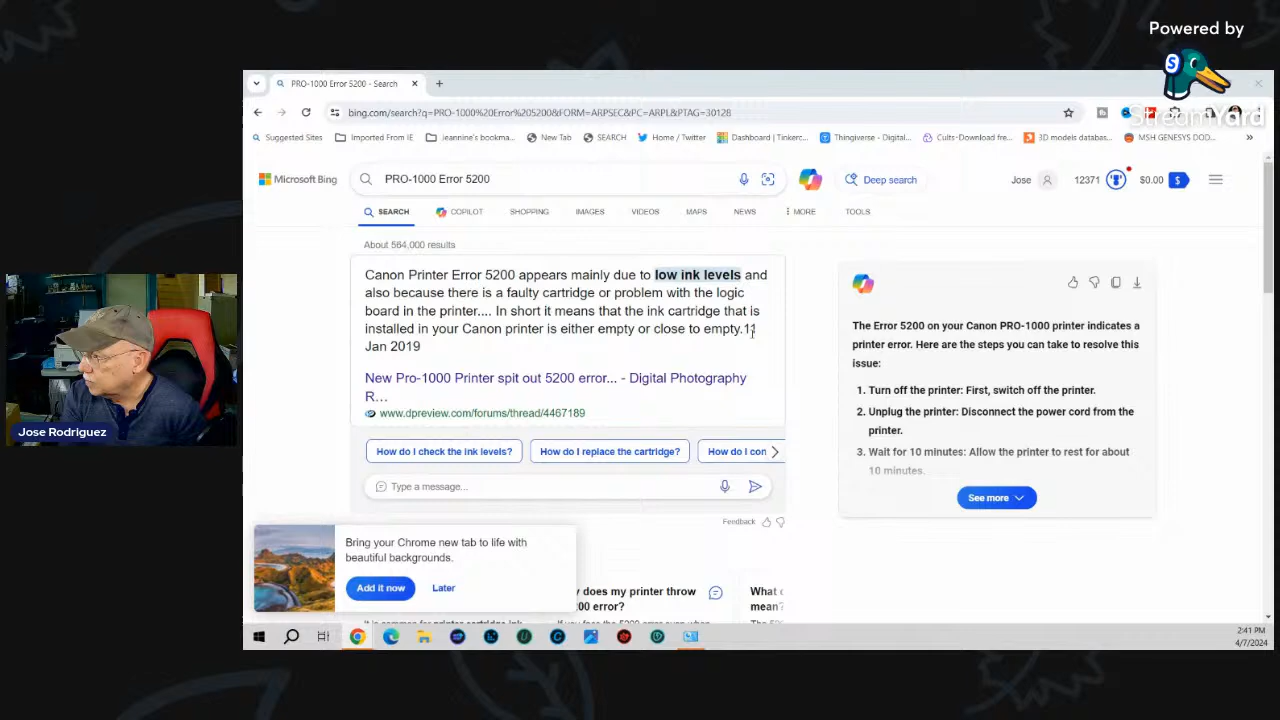 Powered by
StreamYard
PRO-1000 Error 5200 - Search
bing.com/search?q=PRO-1000%20Error%205200&FORM=ARPSEC&PC=ARPL&PTAG=30128
Suggested Sites
Imported From IE
Jeannine's bookma...
New Tab
SEARCH
Home / Twitter
Dashboard | Tinkerc...
Thingiverse - Digital...
Cults-Download fre...
3D models databas...
MSH GENESYS DOD...
Microsoft Bing
PRO-1000 Error 5200
Deep search
Jose
12371
$0.00
SEARCH
COPILOT
SHOPPING
IMAGES
VIDEOS
MAPS
NEWS
MORE
TOOLS
About 564,000 results
Canon Printer Error 5200 appears mainly due to low ink levels and
also because there is a faulty cartridge or problem with the logic
board in the printer.... In short it means that the ink cartridge that is
installed in your Canon printer is either empty or close to empty.11
Jan 2019
New Pro-1000 Printer spit out 5200 error... - Digital Photography
R...
www.dpreview.com/forums/thread/4467189
How do I check the ink levels?
How do I replace the cartridge?
How do I con
Type a message...
Feedback
The Error 5200 on your Canon PRO-1000 printer indicates a
printer error. Here are the steps you can take to resolve this
issue:
1. Turn off the printer: First, switch off the printer.
2. Unplug the printer: Disconnect the power cord from the
printer.
3. Wait for 10 minutes: Allow the printer to rest for about
10 minutes.
See more
Bring your Chrome new tab to life with
beautiful backgrounds.
Add it now
Later
y does my printer throw
00 error?
What
mean?
Jose Rodriguez
2:41 PM
4/7/2024